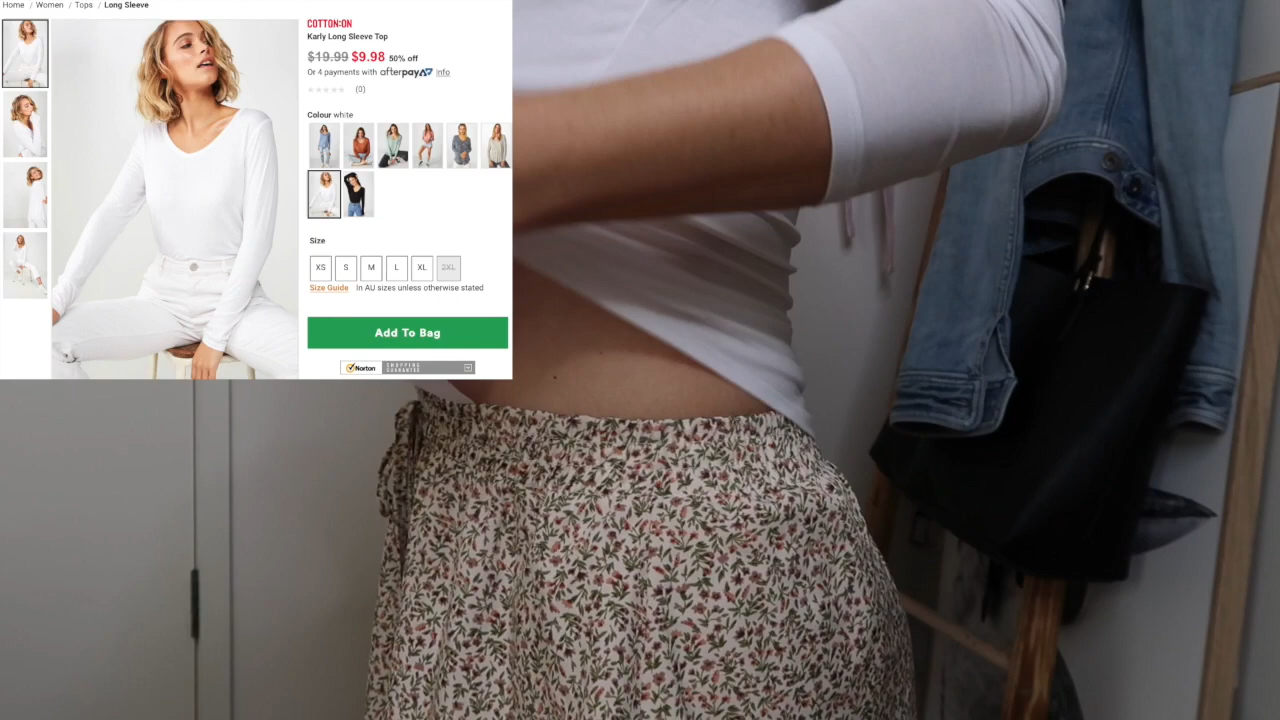 Home / Women / Tops / Long Sleeve
COTTON:ON
Karly Long Sleeve Top
$19.99 $9.98 50% off
Or 4 payments with afterpay info
(0)
Colour white
Size
XS S M L XL 2XL
Size Guide In AU sizes unless otherwise stated
Add To Bag
Norton SHOPPING
GUARANTEE